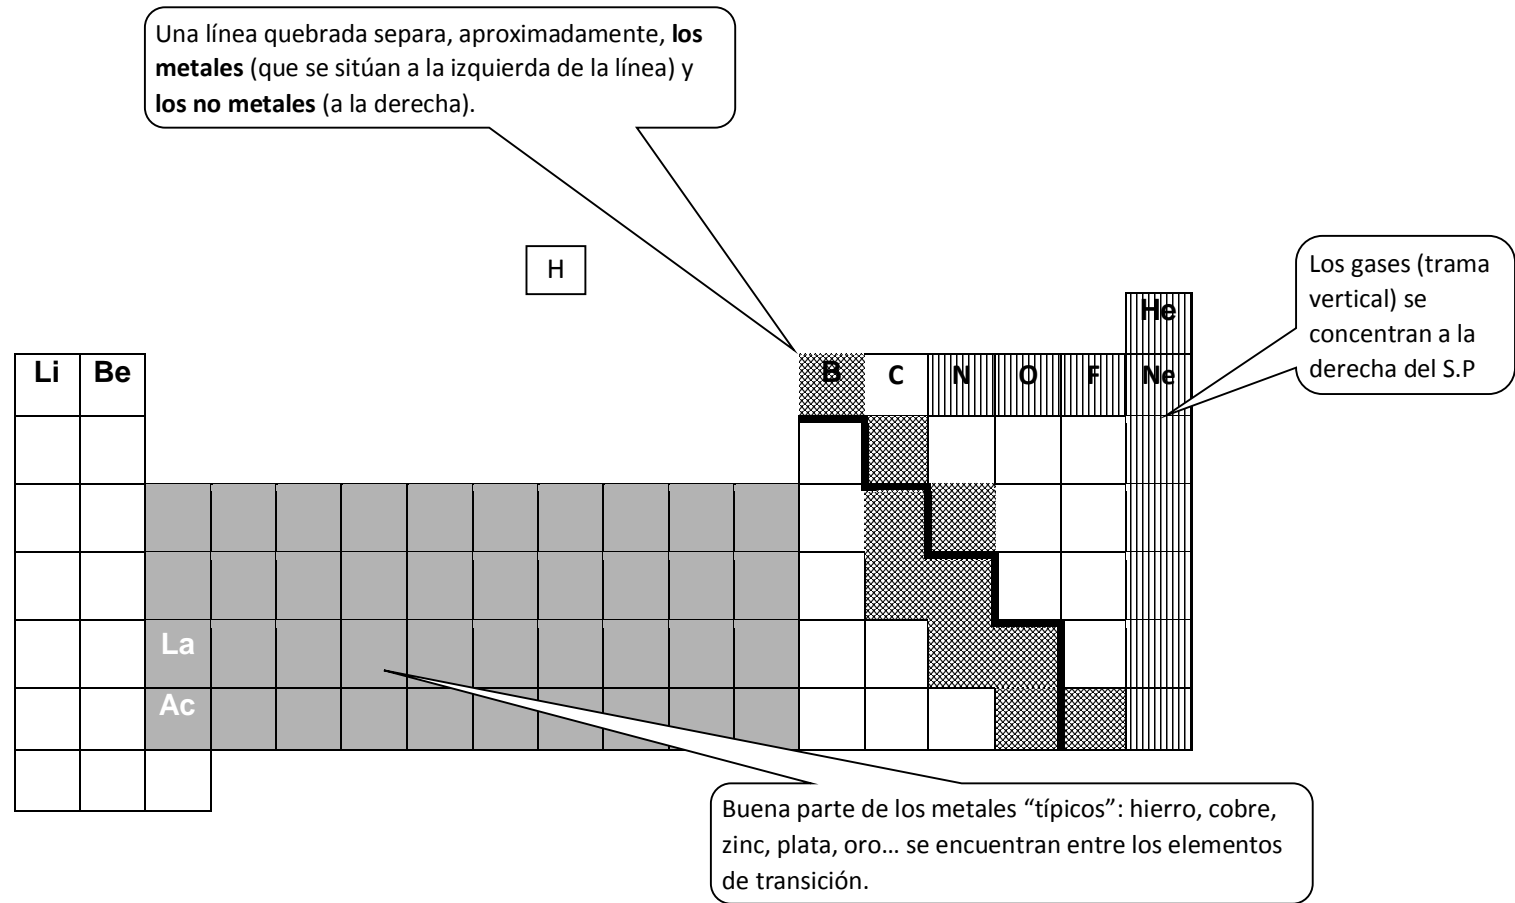 Una línea quebrada separa, aproximadamente, los
metales (que se sitúan a la izquierda de la línea) y
los no metales (a la derecha).
H
Los gases (trama
vertical) se
concentran a la
derecha del S.P
He
Li Be B C N O F Ne
La
Ac
Buena parte de los metales “típicos”: hierro, cobre,
zinc, plata, oro... se encuentran entre los elementos
de transición.